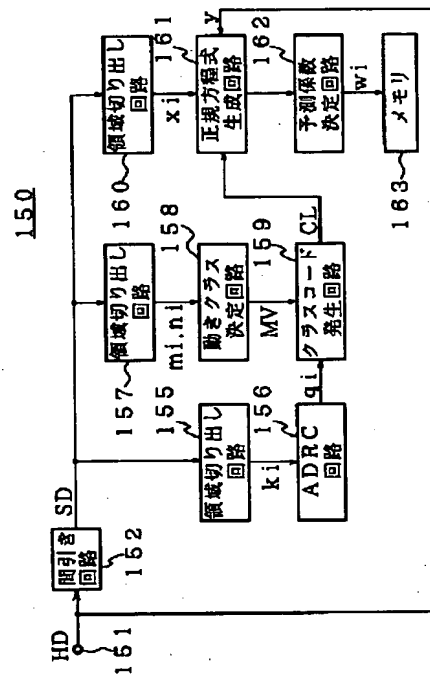 150
HD
151
間引き
回路
152
SD
領域切り出し
回路
155
ki
ADRC
回路
156
qi
領域切り出し
回路
157
mi.ni
動きクラス
決定回路
158
MV
クラスコード
発生回路
159
CL
領域切り出し
回路
160
xi
正規方程式
生成回路
161
y
予測係数
決定回路
162
wi
メモリ
163